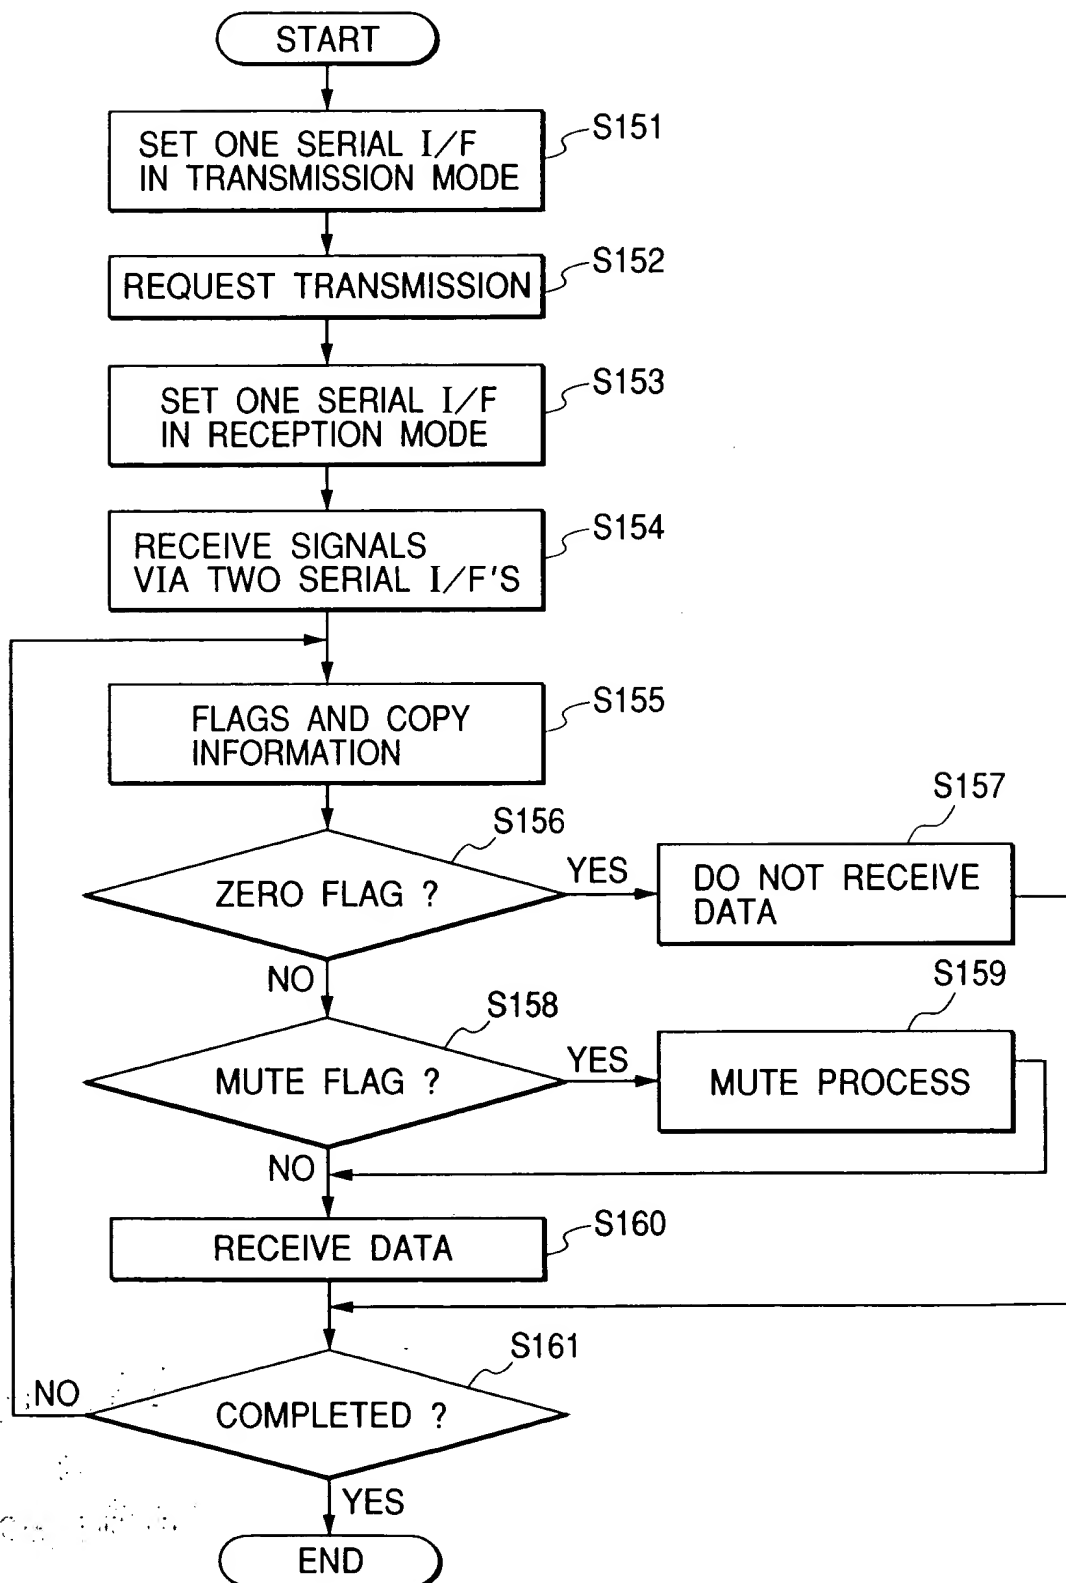 START
SET ONE SERIAL I/F
IN TRANSMISSION MODE
S151
REQUEST TRANSMISSION
S152
SET ONE SERIAL I/F
IN RECEPTION MODE
S153
RECEIVE SIGNALS
VIA TWO SERIAL I/F'S
S154
FLAGS AND COPY
INFORMATION
S155
ZERO FLAG ?
S156
YES
DO NOT RECEIVE
DATA
S157
NO
MUTE FLAG ?
S158
YES
MUTE PROCESS
S159
NO
RECEIVE DATA
S160
COMPLETED ?
S161
NO
YES
END